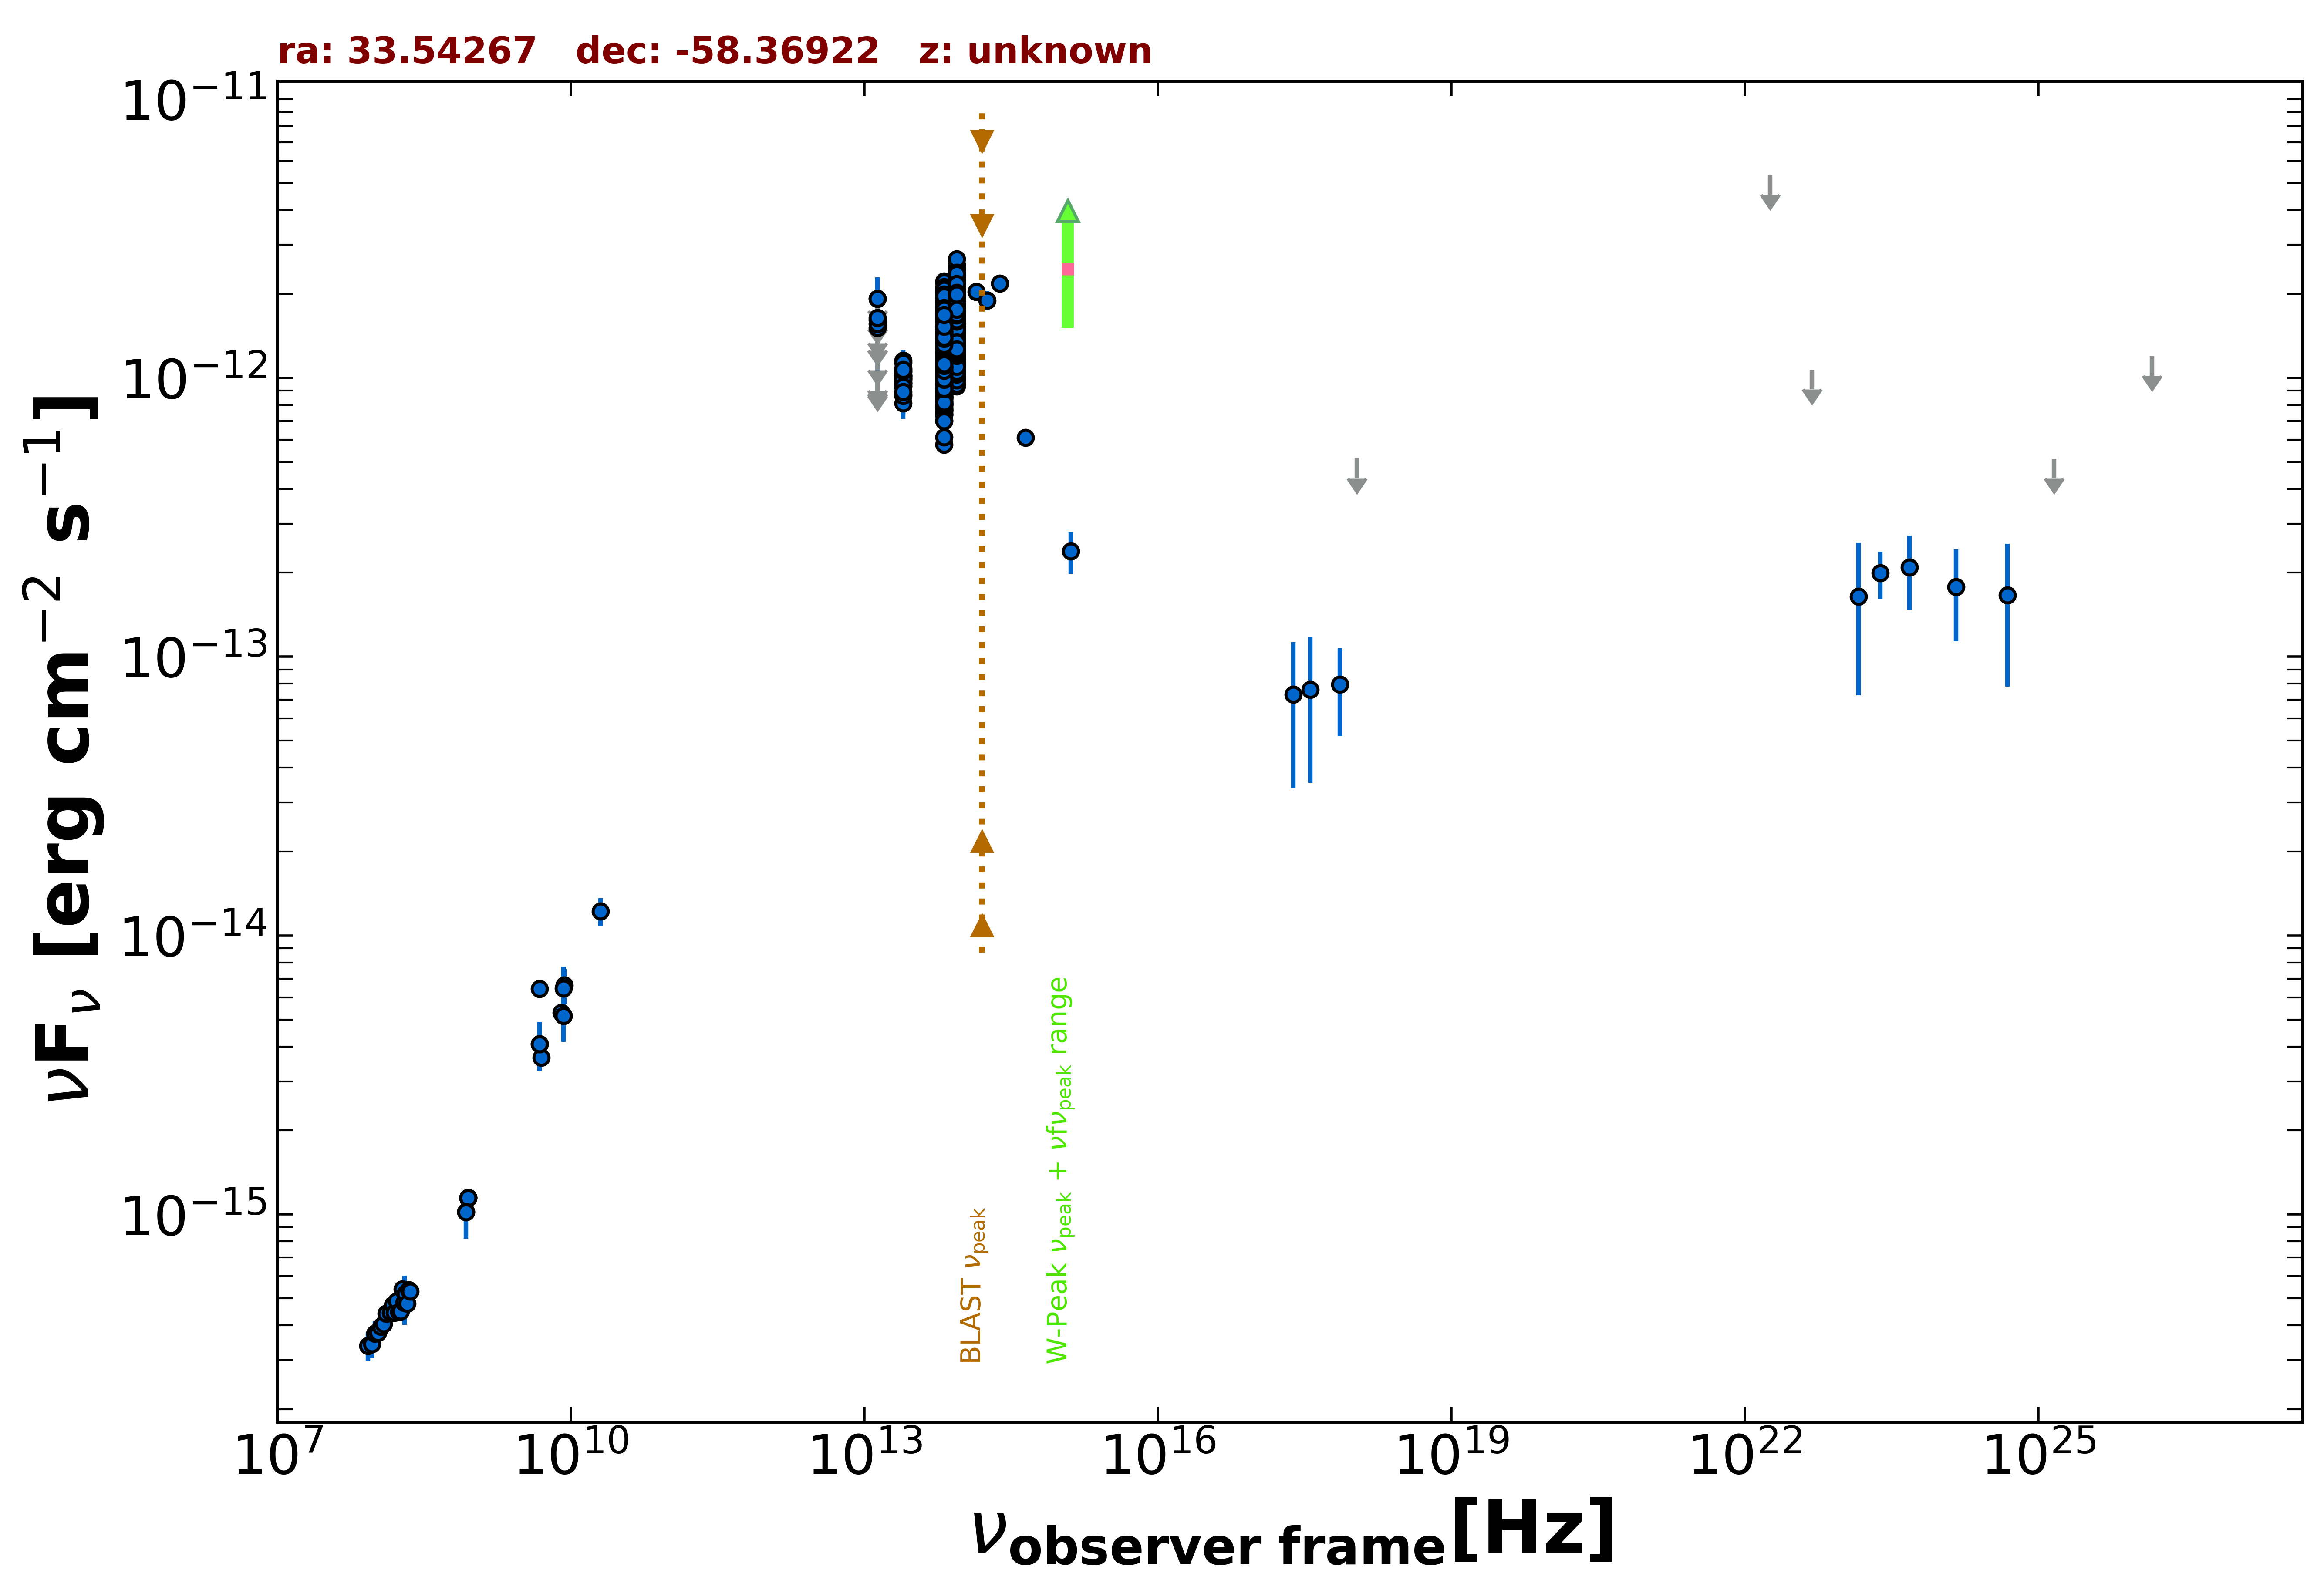 ra: 33.54267   dec: -58.36922   z: unknown
10⁻¹¹
10⁻¹²
10⁻¹³
10⁻¹⁴
10⁻¹⁵
νFν [erg cm⁻² s⁻¹]
BLAST νpeak
W-Peak νpeak + νfνpeak range
10⁷ 10¹⁰ 10¹³ 10¹⁶ 10¹⁹ 10²² 10²⁵
νobserver frame[Hz]